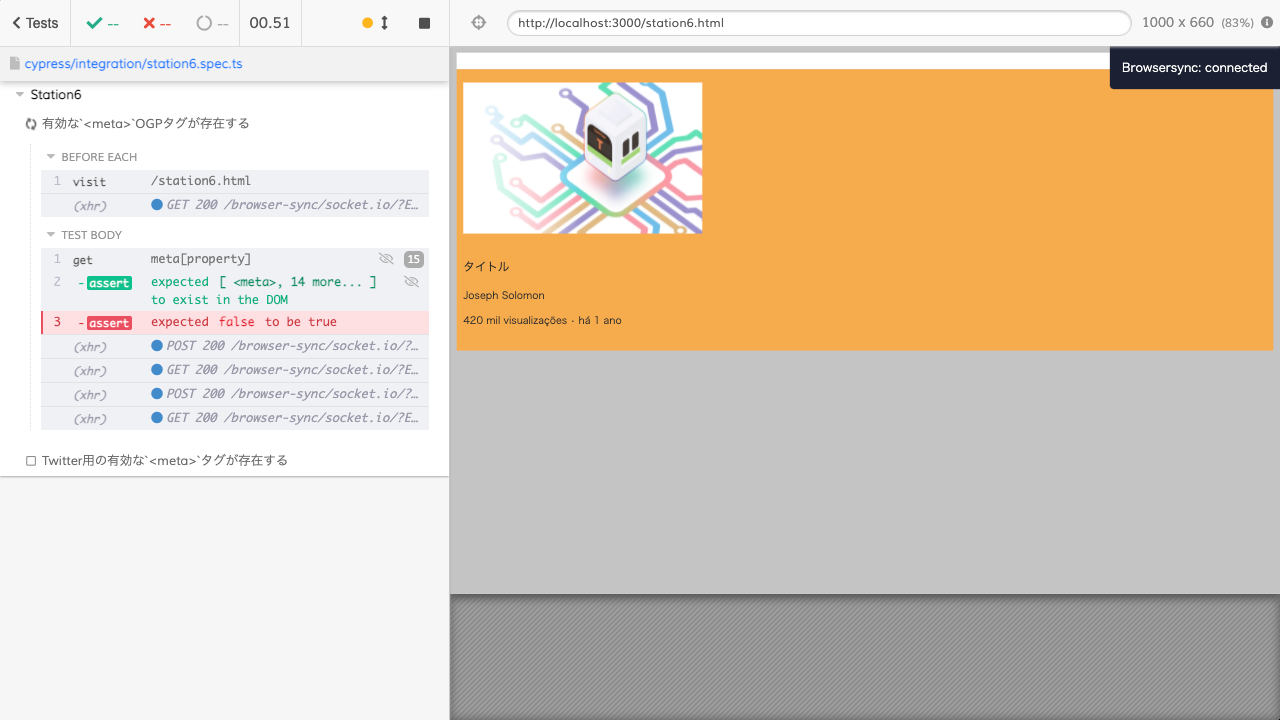 Tests
--
--
--
00.51
http://localhost:3000/station6.html
1000 x 660 (83%)
cypress/integration/station6.spec.ts
Browsersync: connected
Station6
有効な`<meta>`OGPタグが存在する
BEFORE EACH
1 visit /station6.html
(xhr) GET 200 /browser-sync/socket.io/?E…
TEST BODY
1 get meta[property] 15
2 -assert expected [ <meta>, 14 more... ]
to exist in the DOM
3 -assert expected false to be true
(xhr) POST 200 /browser-sync/socket.io/?…
(xhr) GET 200 /browser-sync/socket.io/?E…
(xhr) POST 200 /browser-sync/socket.io/?…
(xhr) GET 200 /browser-sync/socket.io/?E…
Twitter用の有効な`<meta>`タグが存在する
タイトル
Joseph Solomon
420 mil visualizações · há 1 ano